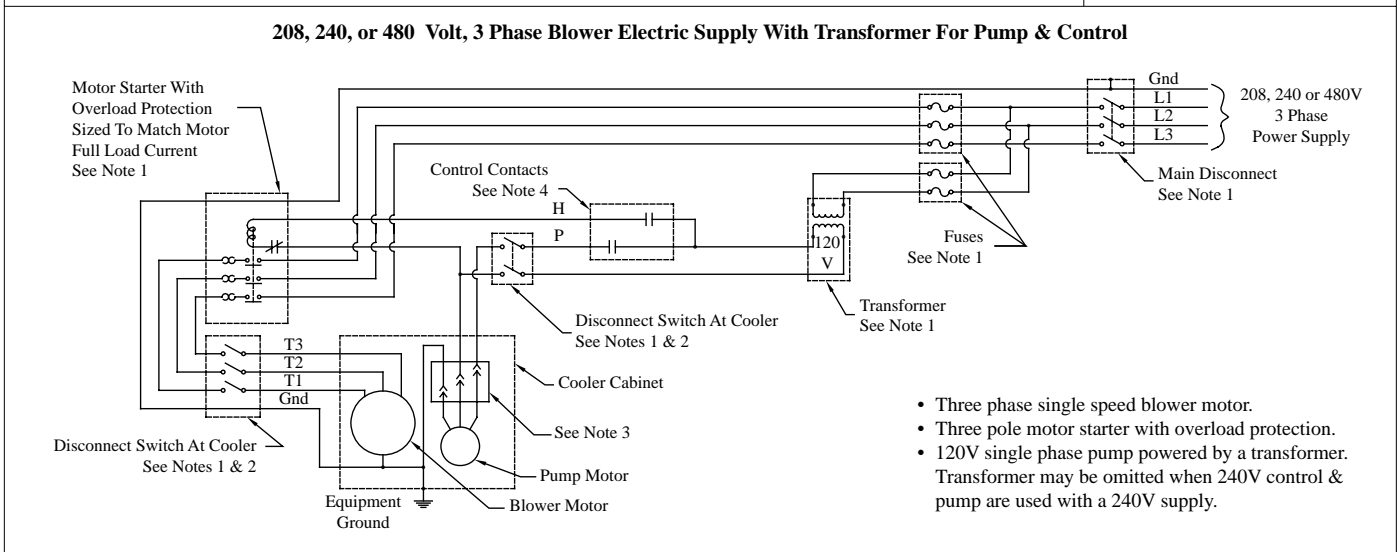 208, 240, or 480 Volt, 3 Phase Blower Electric Supply With Transformer For Pump & Control
Motor Starter With
Overload Protection
Sized To Match Motor
Full Load Current
See Note 1
Gnd
L1
L2
L3
208, 240 or 480V
3 Phase
Power Supply
Main Disconnect
See Note 1
Control Contacts
See Note 4
H
P
Fuses
See Note 1
120
V
Transformer
See Note 1
Disconnect Switch At Cooler
See Notes 1 & 2
T3
T2
T1
Gnd
Cooler Cabinet
See Note 3
Pump Motor
Blower Motor
Disconnect Switch At Cooler
See Notes 1 & 2
Equipment
Ground
• Three phase single speed blower motor.
• Three pole motor starter with overload protection.
• 120V single phase pump powered by a transformer.
Transformer may be omitted when 240V control &
pump are used with a 240V supply.